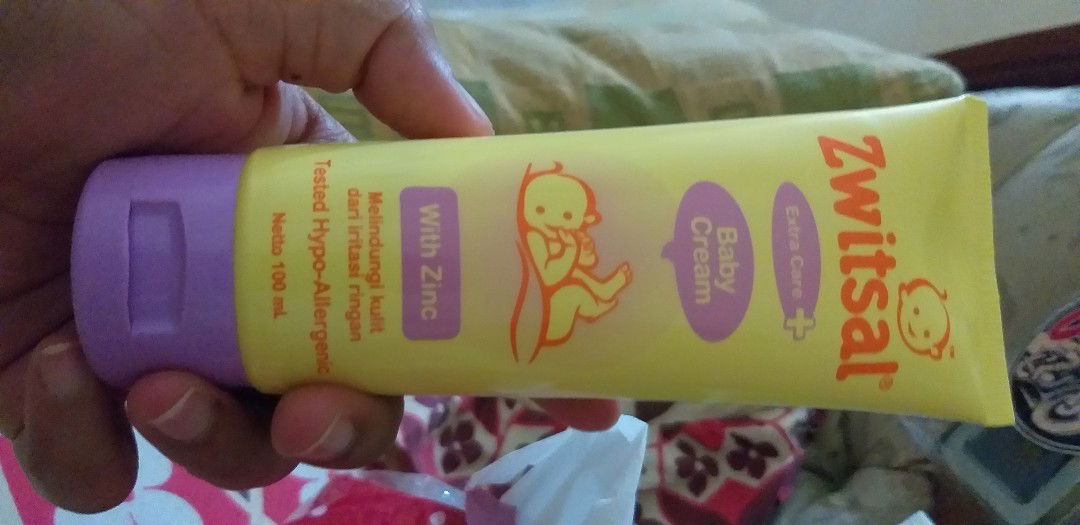 zwitsal®
Extra Care +
Baby
Cream
With Zinc
Melindungi kulit
dari iritasi ringan
Tested Hypo-Allergenic
Netto 100 ml